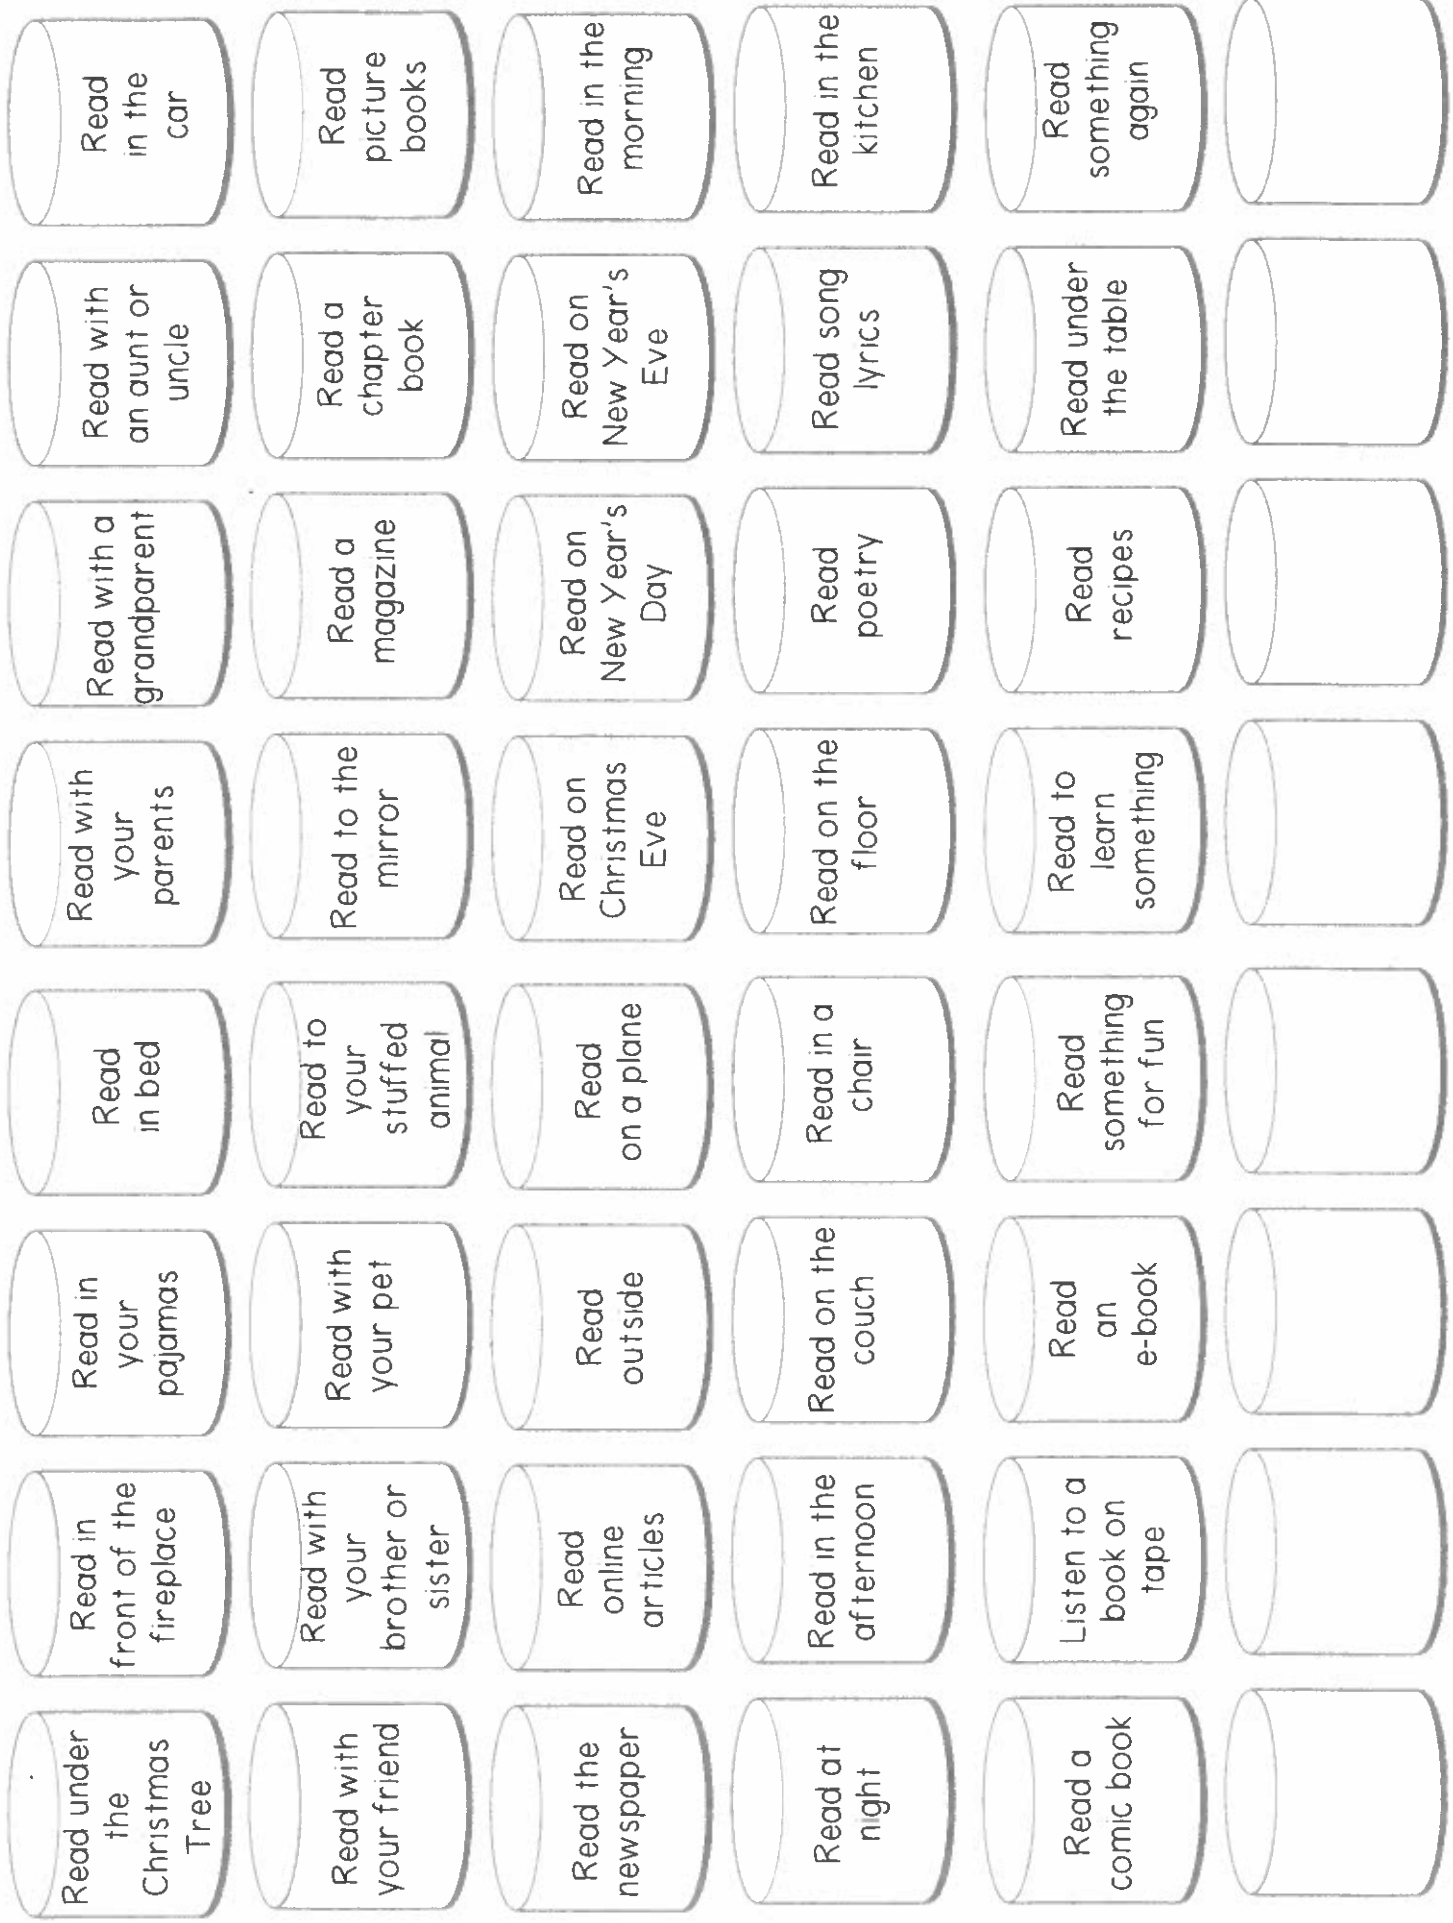 Read under
the
Christmas
Tree
Read in
front of the
fireplace
Read in
your
pajamas
Read
in bed
Read with
your
parents
Read with a
grandparent
Read with
an aunt or
uncle
Read
in the
car
Read with
your friend
Read with
your
brother or
sister
Read with
your pet
Read to
your
stuffed
animal
Read to the
mirror
Read a
magazine
Read a
chapter
book
Read
picture
books
Read the
newspaper
Read
online
articles
Read
outside
Read
on a plane
Read on
Christmas
Eve
Read on
New Year's
Day
Read on
New Year's
Eve
Read in the
morning
Read at
night
Read in the
afternoon
Read on the
couch
Read in a
chair
Read on the
floor
Read
poetry
Read song
lyrics
Read in the
kitchen
Read a
comic book
Listen to a
book on
tape
Read
an
e-book
Read
something
for fun
Read to
learn
something
Read
recipes
Read under
the table
Read
something
again